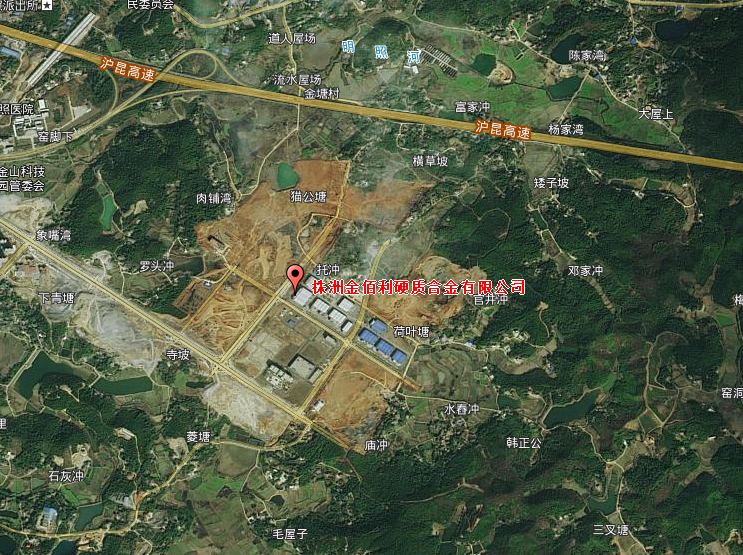 派出所
民委员会
道人屋场
明照河
陈家湾
沪昆高速
流水屋场
金塘村
照医院
富家冲
大屋上
窑脚下
沪昆高速
杨家湾
横草坡
金山科技
园管委会
矮子坡
肉铺湾
猫公塘
象嘴湾
罗头冲
托冲
邓家冲
株洲金佰利硬质合金有限公司
下青塘
官井冲
梅
荷叶塘
寺坡
窑洞
水舂冲
里
菱塘
庙冲
韩正公
石灰冲
毛屋子
三叉塘